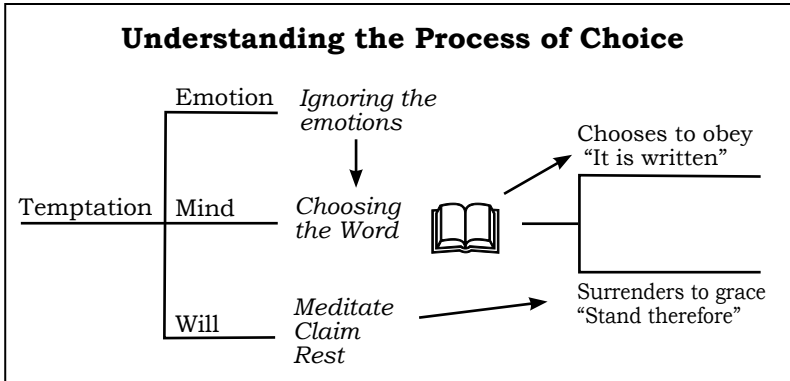 Understanding the Process of Choice
Emotion
Ignoring the
emotions
Temptation
Mind
Choosing
the Word
Will
Meditate
Claim
Rest
Chooses to obey
“It is written”
Surrenders to grace
“Stand therefore”